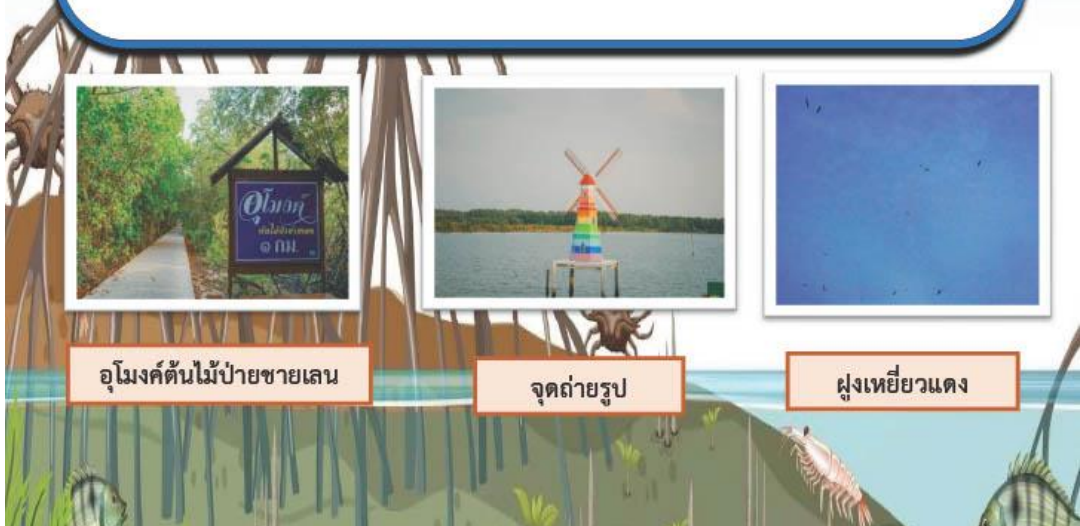 อุโมงค์
๑ กม.
อุโมงค์ต้นไม้ป่ายชายเลน
จุดถ่ายรูป
ฝูงเหยี่ยวแดง